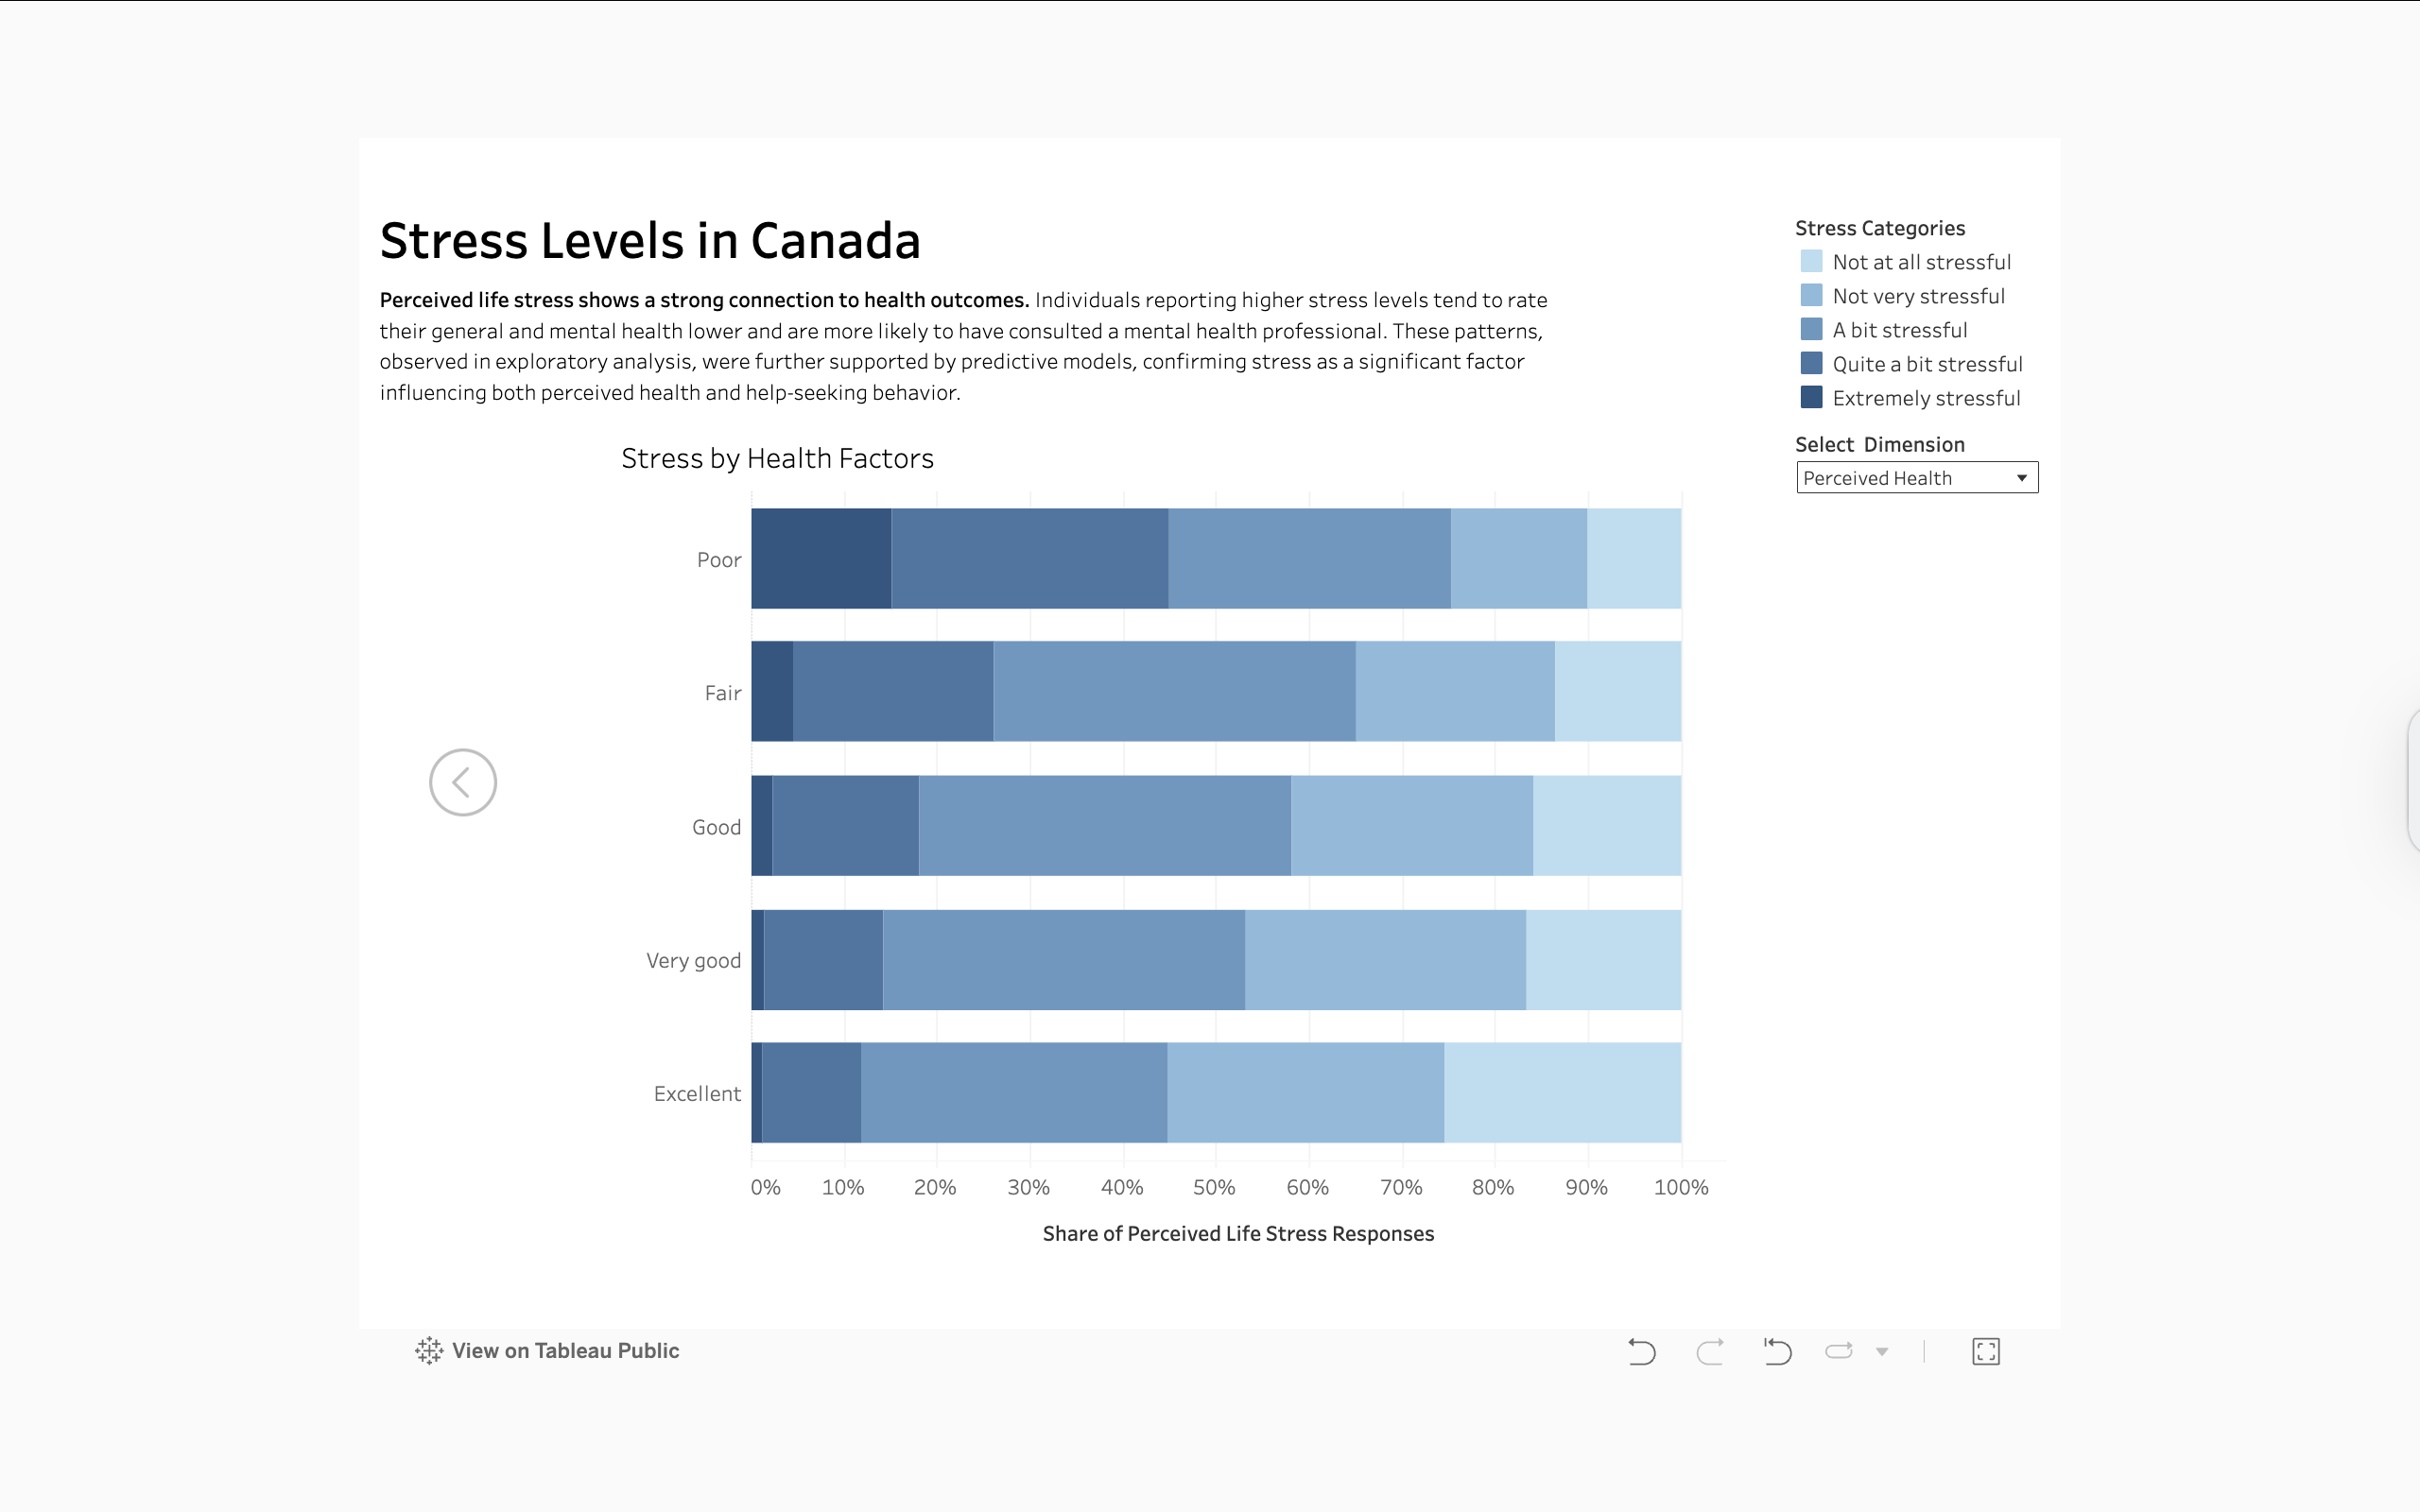 Stress Levels in Canada
Perceived life stress shows a strong connection to health outcomes. Individuals reporting higher stress levels tend to rate
their general and mental health lower and are more likely to have consulted a mental health professional. These patterns,
observed in exploratory analysis, were further supported by predictive models, confirming stress as a significant factor
influencing both perceived health and help-seeking behavior.
Stress Categories
Not at all stressful
Not very stressful
A bit stressful
Quite a bit stressful
Extremely stressful
Select Dimension
Perceived Health
Stress by Health Factors
Poor
Fair
Good
Very good
Excellent
0% 10% 20% 30% 40% 50% 60% 70% 80% 90% 100%
Share of Perceived Life Stress Responses
View on Tableau Public